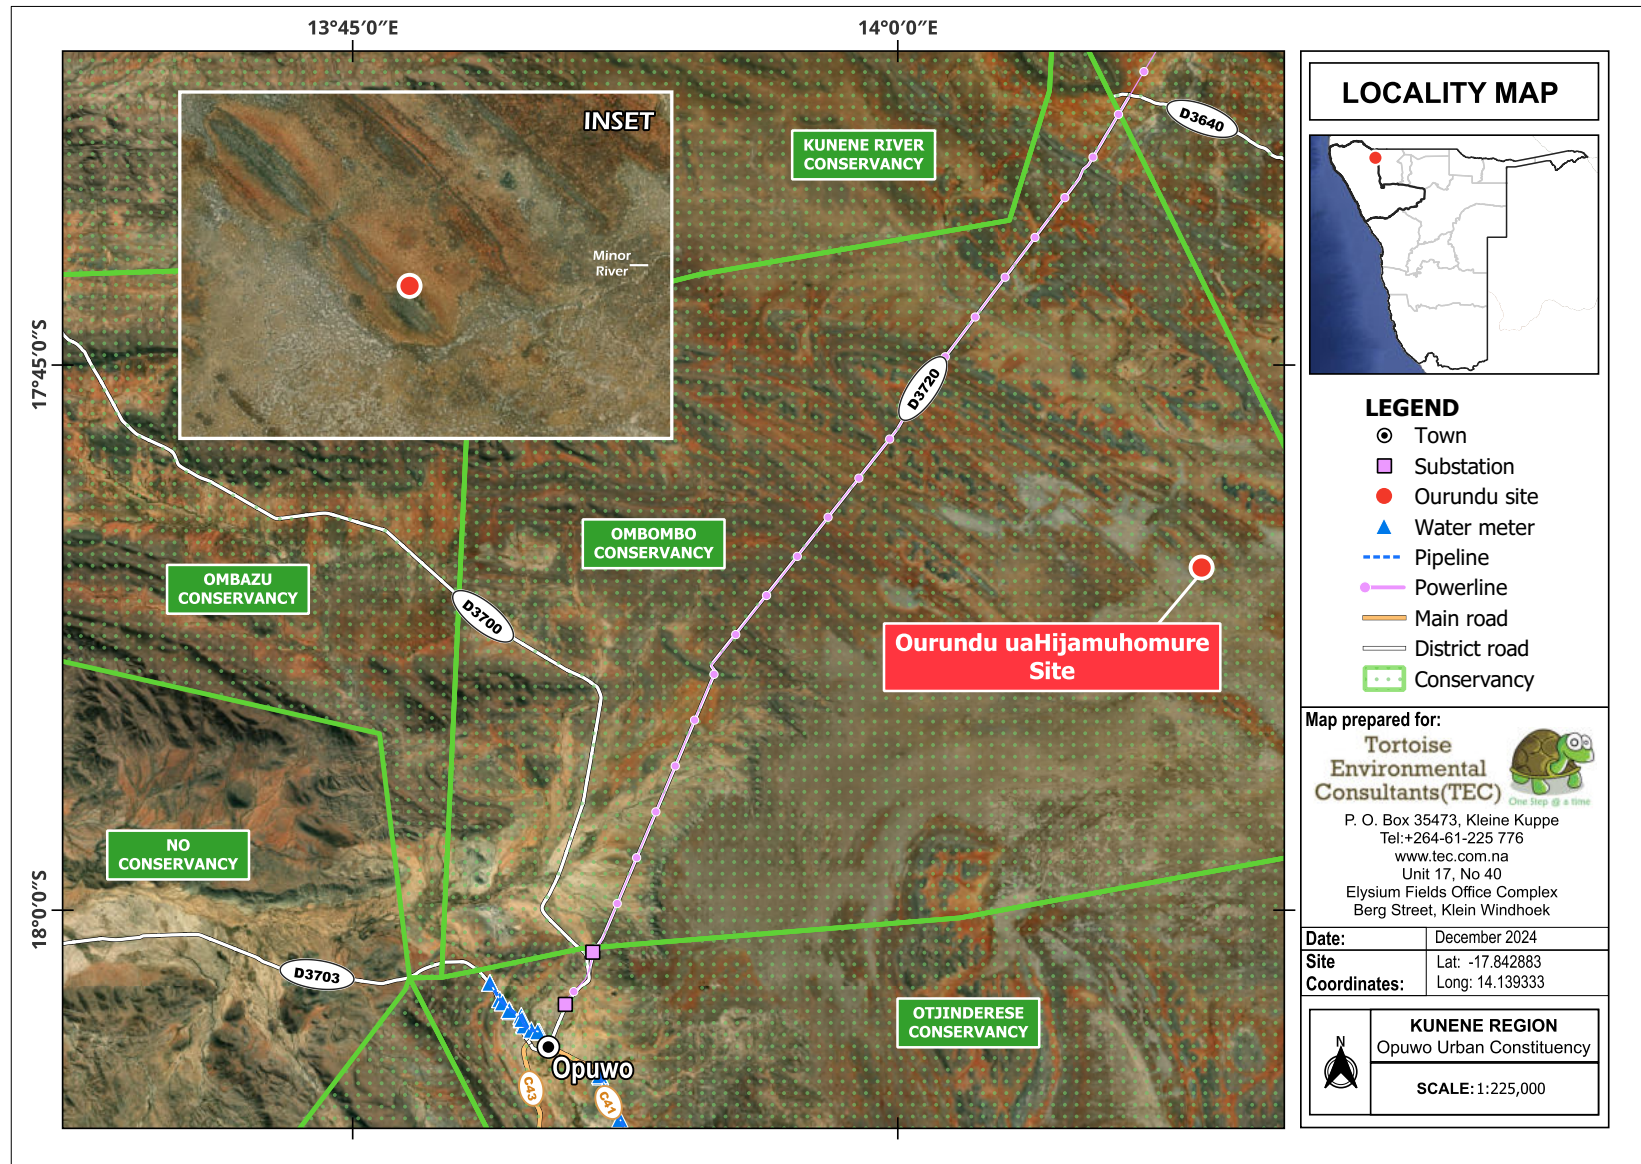 13°45′0″E
14°0′0″E
17°45′0″S
18°0′0″S
INSET
Minor
River
KUNENE RIVER
CONSERVANCY
D3640
D3720
OMBOMBO
CONSERVANCY
OMBAZU
CONSERVANCY
D3700
Ourundu uaHijamuhomure
Site
NO
CONSERVANCY
D3703
OTJINDERESE
CONSERVANCY
Opuwo
C43
C41
LOCALITY MAP
LEGEND
Town
Substation
Ourundu site
Water meter
Pipeline
Powerline
Main road
District road
Conservancy
Map prepared for:
Tortoise
Environmental
Consultants(TEC)
One Step @ a time
P. O. Box 35473, Kleine Kuppe
Tel:+264-61-225 776
www.tec.com.na
Unit 17, No 40
Elysium Fields Office Complex
Berg Street, Klein Windhoek
Date: December 2024
Site Lat: -17.842883
Coordinates: Long: 14.139333
N
KUNENE REGION
Opuwo Urban Constituency
SCALE: 1:225,000